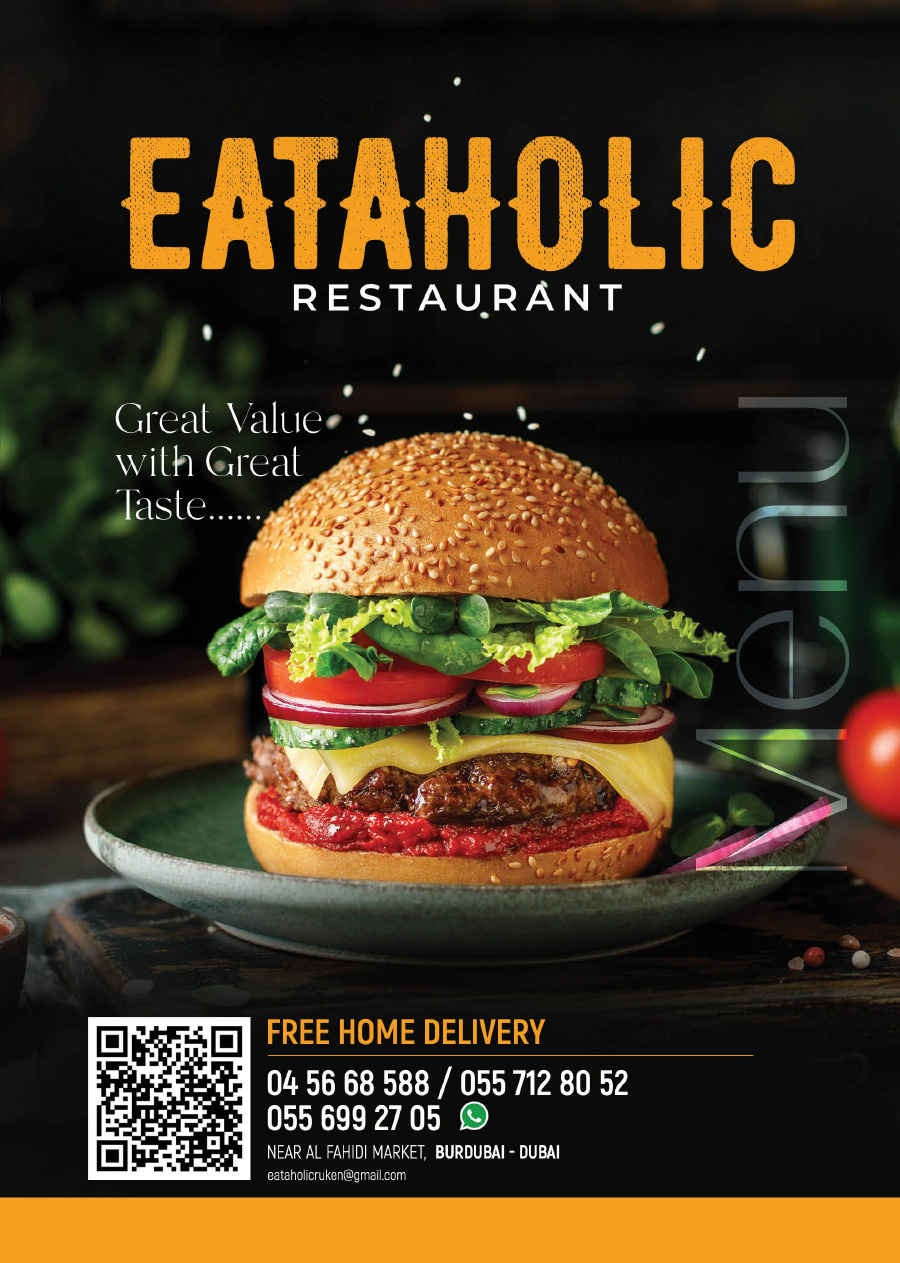 EATAHOLIC
RESTAURANT
Great Value
with Great
Taste......
Menu
FREE HOME DELIVERY
04 56 68 588 / 055 712 80 52
055 699 27 05
NEAR AL FAHIDI MARKET, BURDUBAI - DUBAI
eataholicruken@gmail.com